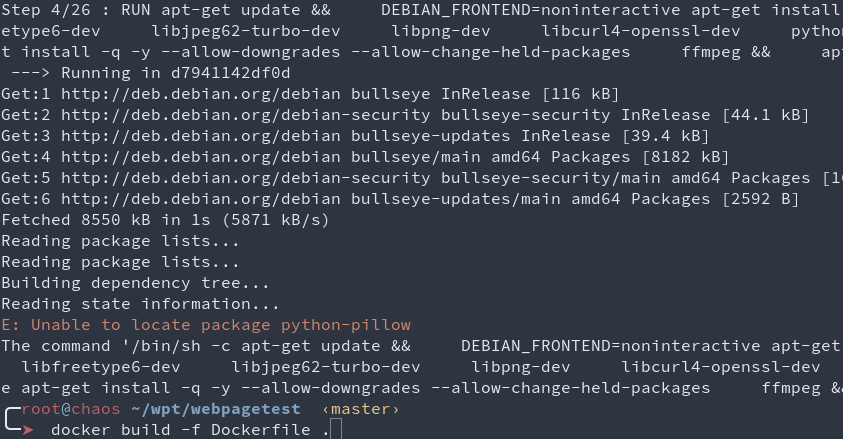 Step 4/26 : RUN apt-get update &&     DEBIAN_FRONTEND=noninteractive apt-get install
etype6-dev     libjpeg62-turbo-dev     libpng-dev     libcurl4-openssl-dev     python
t install -q -y --allow-downgrades --allow-change-held-packages     ffmpeg &&     ap
 ---> Running in d7941142df0d
Get:1 http://deb.debian.org/debian bullseye InRelease [116 kB]
Get:2 http://deb.debian.org/debian-security bullseye-security InRelease [44.1 kB]
Get:3 http://deb.debian.org/debian bullseye-updates InRelease [39.4 kB]
Get:4 http://deb.debian.org/debian bullseye/main amd64 Packages [8182 kB]
Get:5 http://deb.debian.org/debian-security bullseye-security/main amd64 Packages [1
Get:6 http://deb.debian.org/debian bullseye-updates/main amd64 Packages [2592 B]
Fetched 8550 kB in 1s (5871 kB/s)
Reading package lists...
Reading package lists...
Building dependency tree...
Reading state information...
E: Unable to locate package python-pillow
The command '/bin/sh -c apt-get update &&     DEBIAN_FRONTEND=noninteractive apt-get
  libfreetype6-dev     libjpeg62-turbo-dev     libpng-dev     libcurl4-openssl-dev
e apt-get install -q -y --allow-downgrades --allow-change-held-packages     ffmpeg &&
root@chaos ~/wpt/webpagetest  ‹master›
➤  docker build -f Dockerfile .